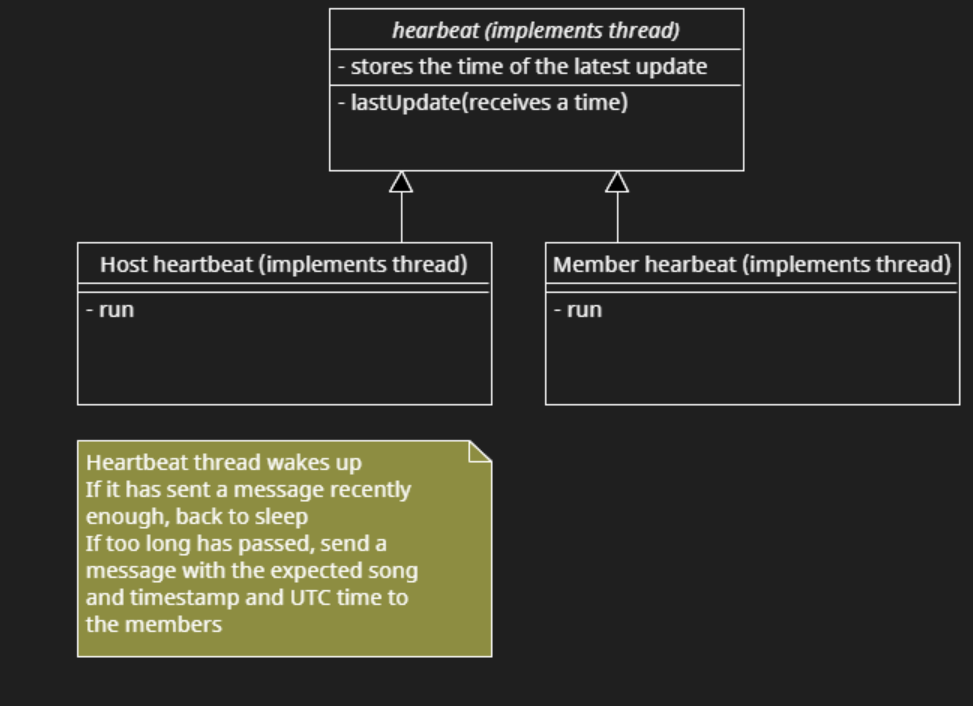 hearbeat (implements thread)
- stores the time of the latest update
- lastUpdate(receives a time)
Host heartbeat (implements thread)
- run
Member hearbeat (implements thread)
- run
Heartbeat thread wakes up
If it has sent a message recently
enough, back to sleep
If too long has passed, send a
message with the expected song
and timestamp and UTC time to
the members